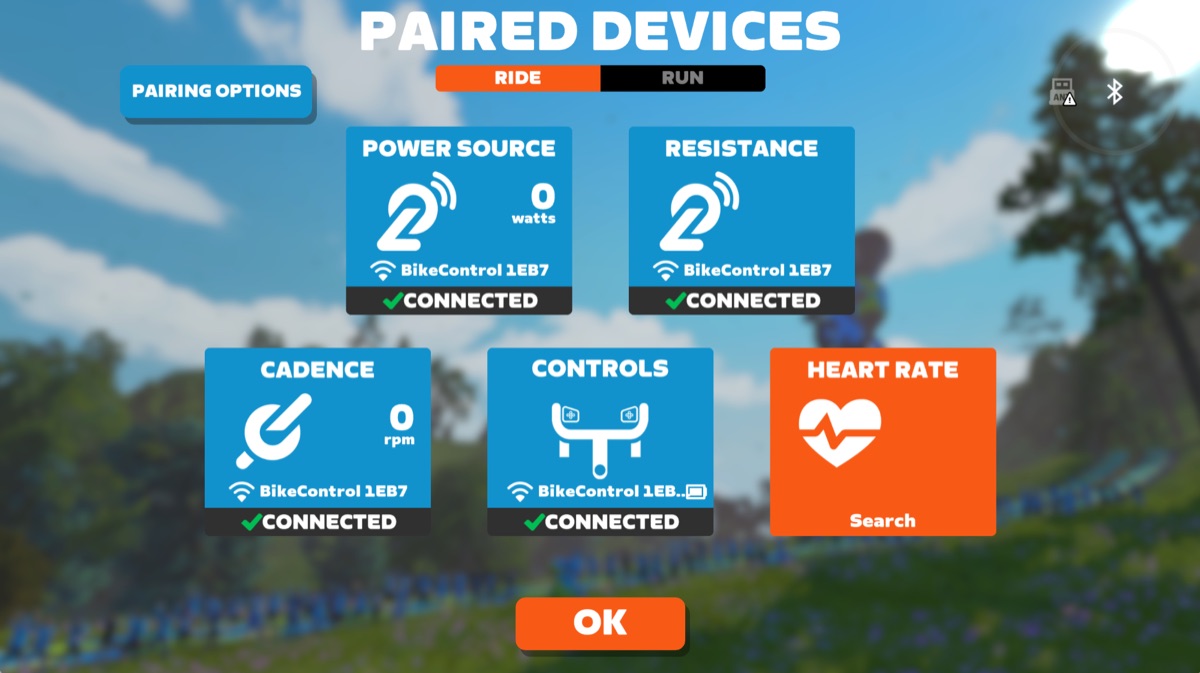 PAIRED DEVICES
RIDE
RUN
PAIRING OPTIONS
POWER SOURCE
0
watts
BikeControl 1EB7
CONNECTED
RESISTANCE
BikeControl 1EB7
CONNECTED
CADENCE
0
rpm
BikeControl 1EB7
CONNECTED
CONTROLS
BikeControl 1EB..
CONNECTED
HEART RATE
Search
OK